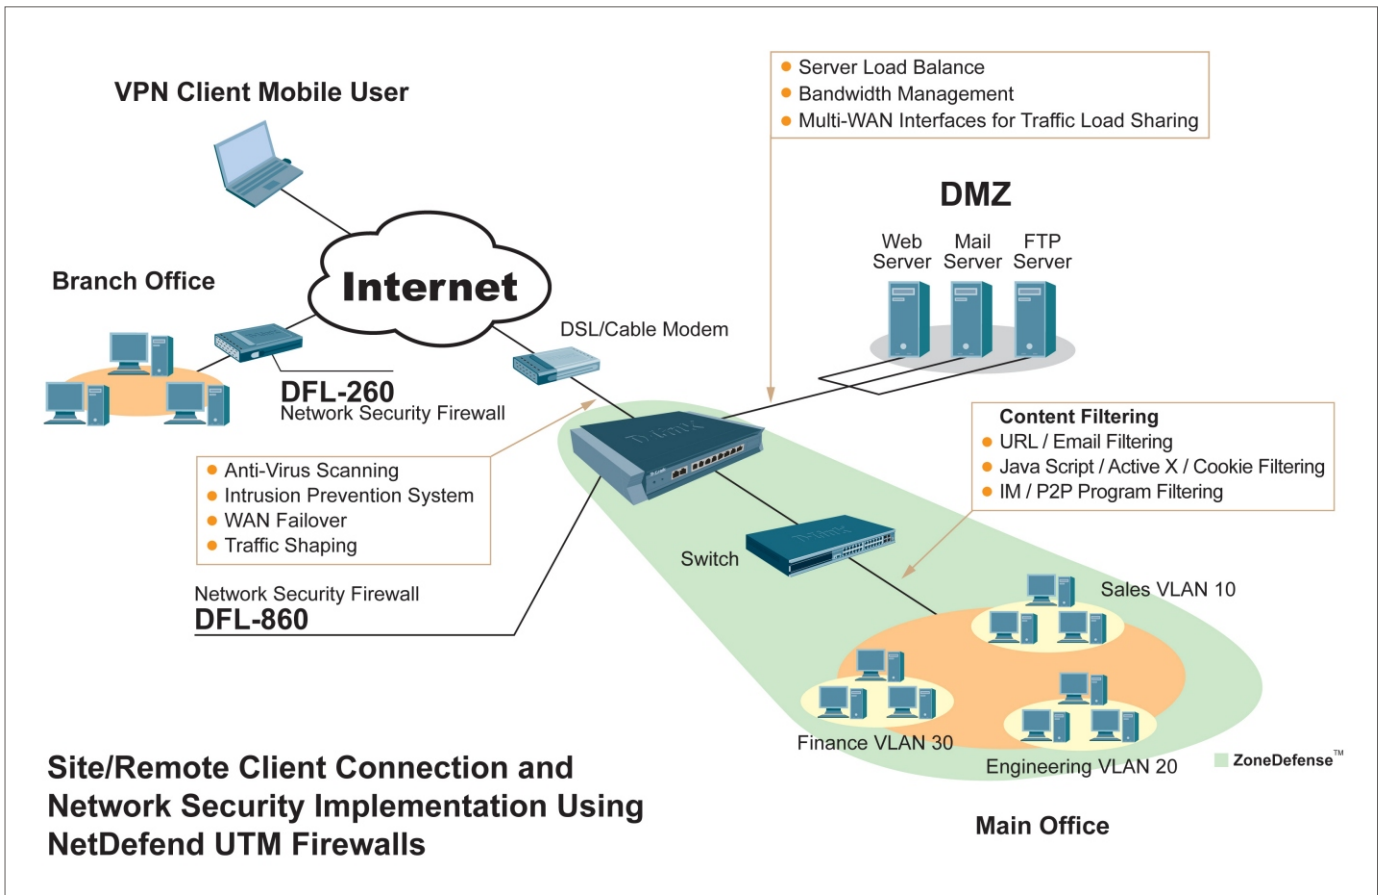 VPN Client Mobile User
Server Load Balance
Bandwidth Management
Multi-WAN Interfaces for Traffic Load Sharing
DMZ
Web
Server
Mail
Server
FTP
Server
Internet
Branch Office
DSL/Cable Modem
DFL-260
Network Security Firewall
D-Link
Content Filtering
URL / Email Filtering
Java Script / Active X / Cookie Filtering
IM / P2P Program Filtering
Anti-Virus Scanning
Intrusion Prevention System
WAN Failover
Traffic Shaping
D-Link
Switch
Network Security Firewall
DFL-860
Sales VLAN 10
Finance VLAN 30
Engineering VLAN 20
ZoneDefense™
Site/Remote Client Connection and
Network Security Implementation Using
NetDefend UTM Firewalls
Main Office